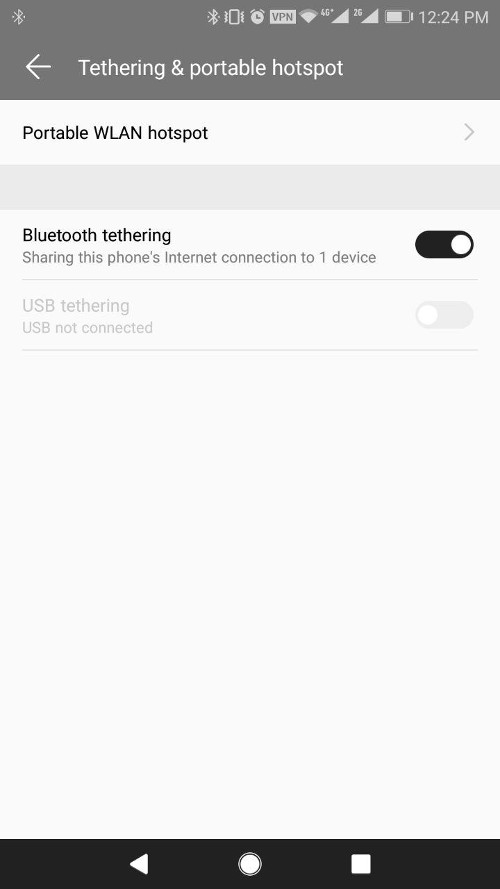 VPN 4G+ 2G 12:24 PM
Tethering & portable hotspot
Portable WLAN hotspot
Bluetooth tethering
Sharing this phone's Internet connection to 1 device
USB tethering
USB not connected